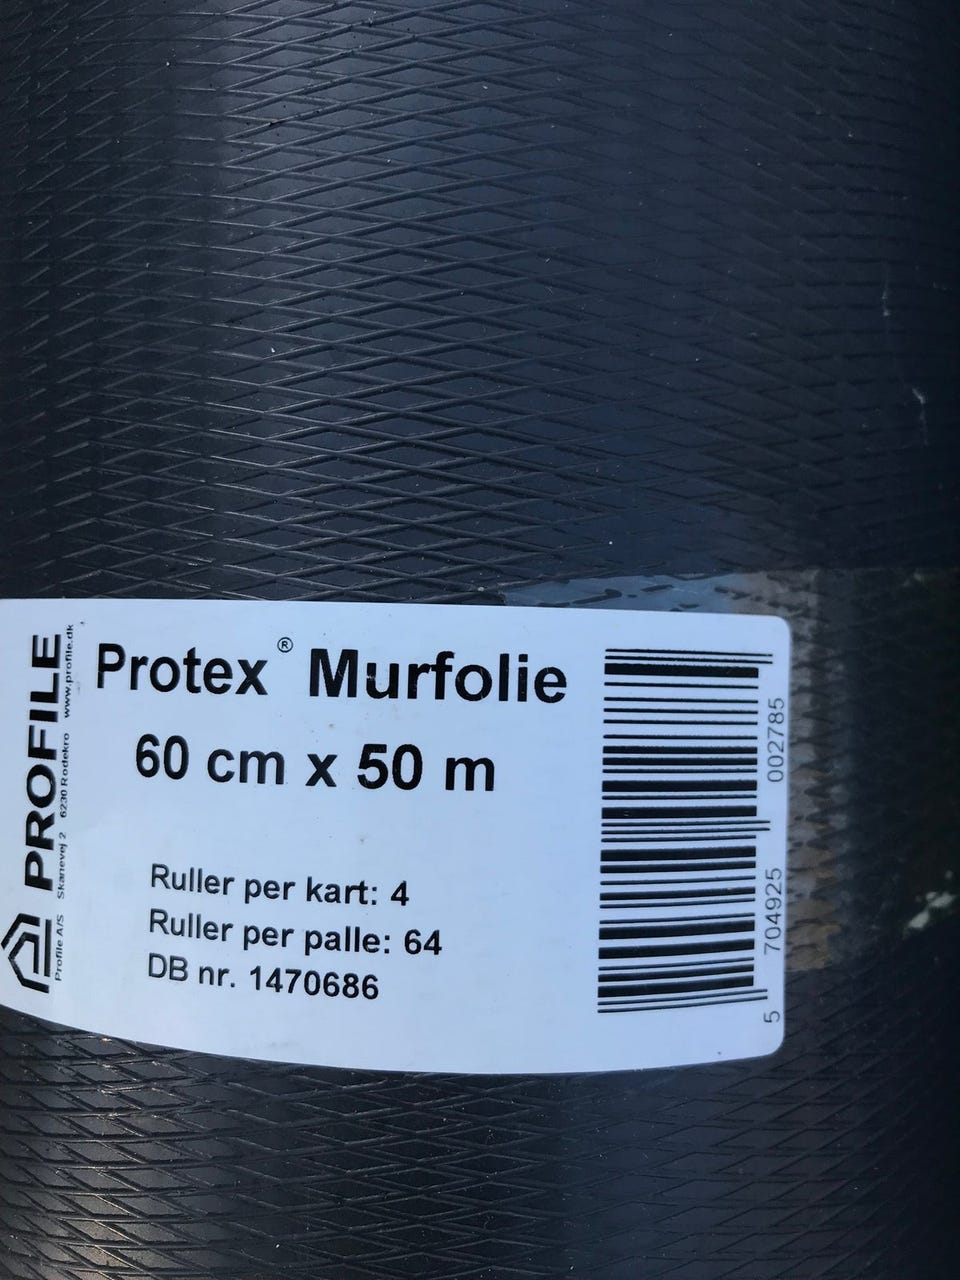 Protex® Murfolie
60 cm x 50 m
Ruller per kart: 4
Ruller per palle: 64
DB nr. 1470686
PROFILE
Profile A/S Skanevej 2 6230 Rodekro www.profile.dk
5 704925 002785